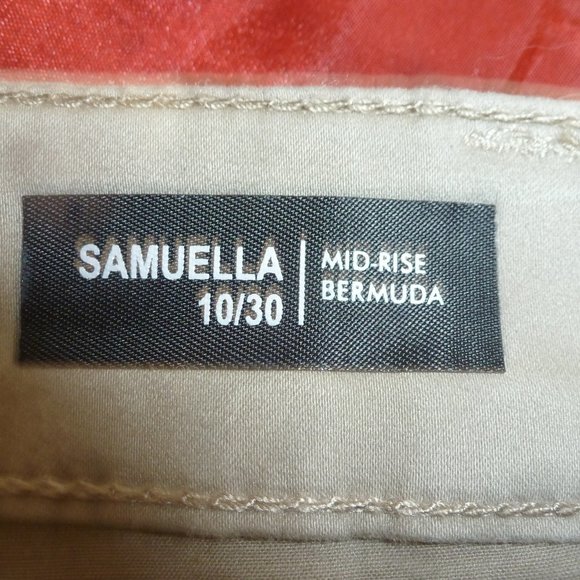 SAMUELLA
10/30
MID-RISE
BERMUDA